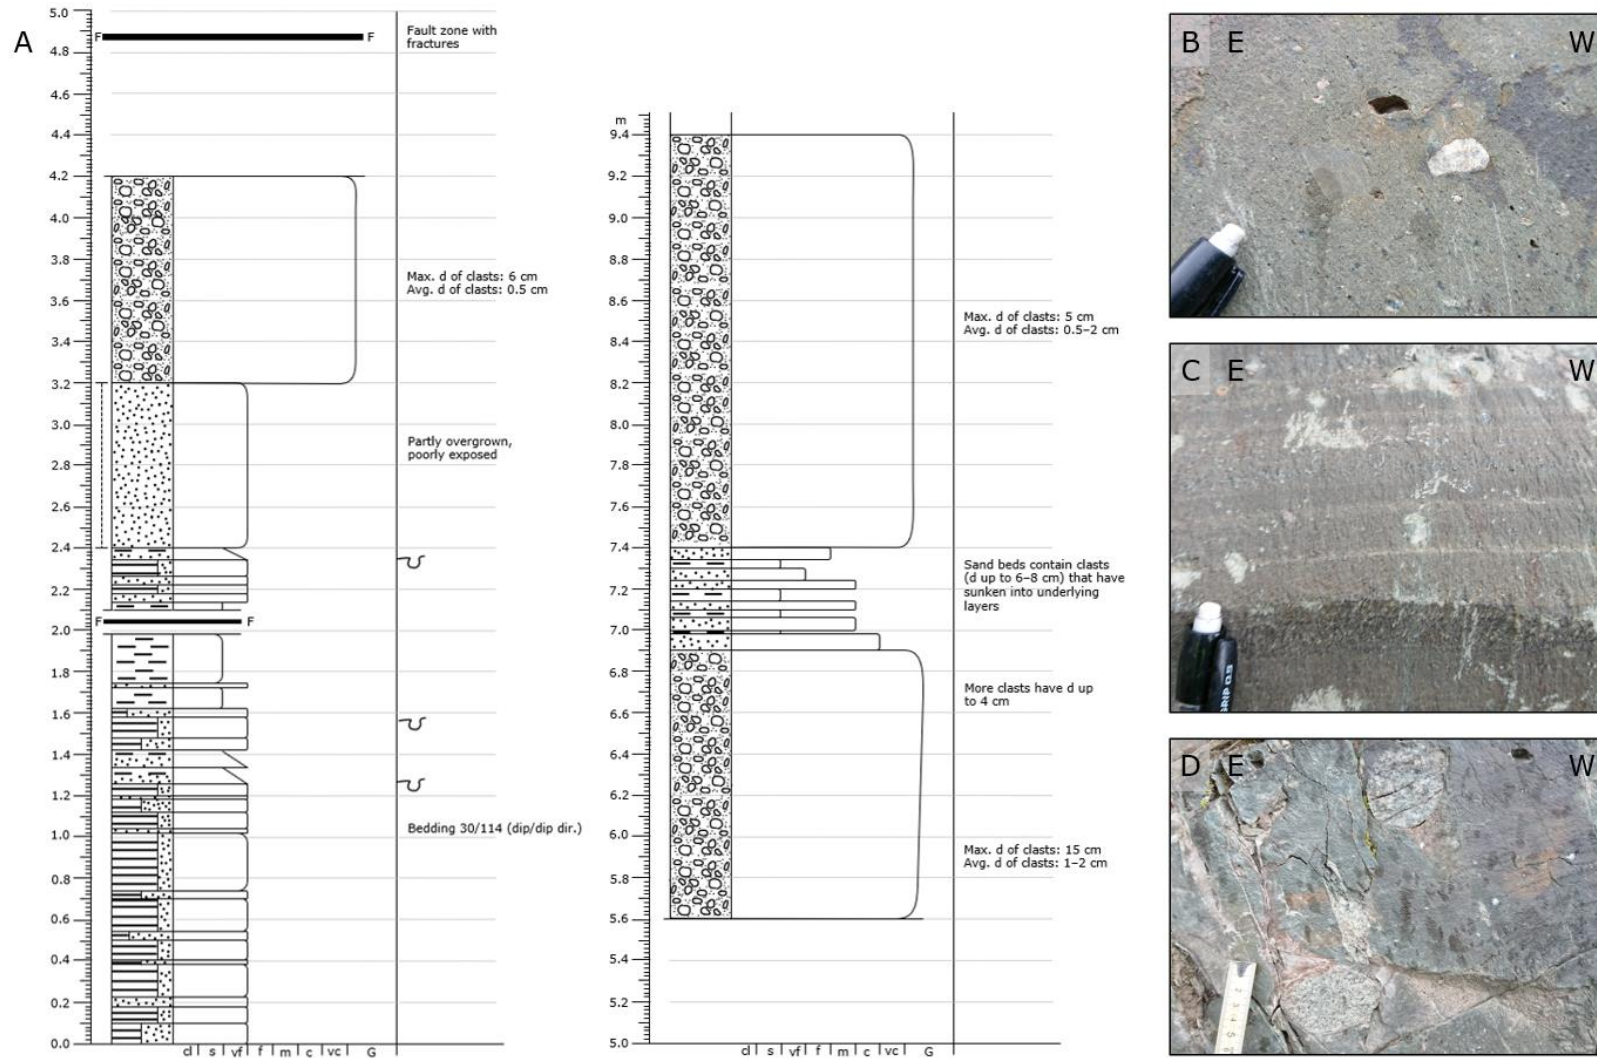 A
5.0
4.8
4.6
4.4
4.2
4.0
3.8
3.6
3.4
3.2
3.0
2.8
2.6
2.4
2.2
2.0
1.8
1.6
1.4
1.2
1.0
0.8
0.6
0.4
0.2
0.0
F F
F F
Fault zone with
fractures
Max. d of clasts: 6 cm
Avg. d of clasts: 0.5 cm
Partly overgrown,
poorly exposed
Bedding 30/114 (dip/dip dir.)
cl s vf f m c vc G
m
9.4
9.2
9.0
8.8
8.6
8.4
8.2
8.0
7.8
7.6
7.4
7.2
7.0
6.8
6.6
6.4
6.2
6.0
5.8
5.6
5.4
5.2
5.0
Max. d of clasts: 5 cm
Avg. d of clasts: 0.5–2 cm
Sand beds contain clasts
(d up to 6–8 cm) that have
sunken into underlying
layers
More clasts have d up
to 4 cm
Max. d of clasts: 15 cm
Avg. d of clasts: 1–2 cm
cl s vf f m c vc G
B E W
C E W
GRIP 0.5
D E W
2
3
4
5